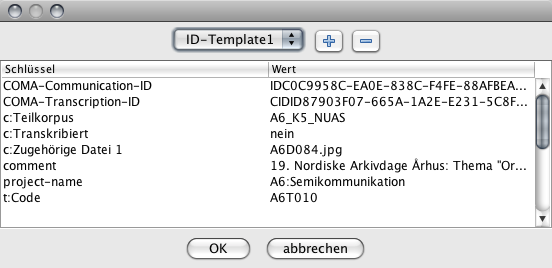 ID-Template1
Schlüssel Wert
COMA-Communication-ID IDC0C9958C-EA0E-838C-F4FE-88AFBEA...
COMA-Transcription-ID CIDID87903F07-665A-1A2E-E231-5C8F...
c:Teilkorpus A6_K5_NUAS
c:Transkribiert nein
c:Zugehörige Datei 1 A6D084.jpg
comment 19. Nordiske Arkivdage Århus: Thema "Or...
project-name A6:Semikommunikation
t:Code A6T010
OK abbrechen